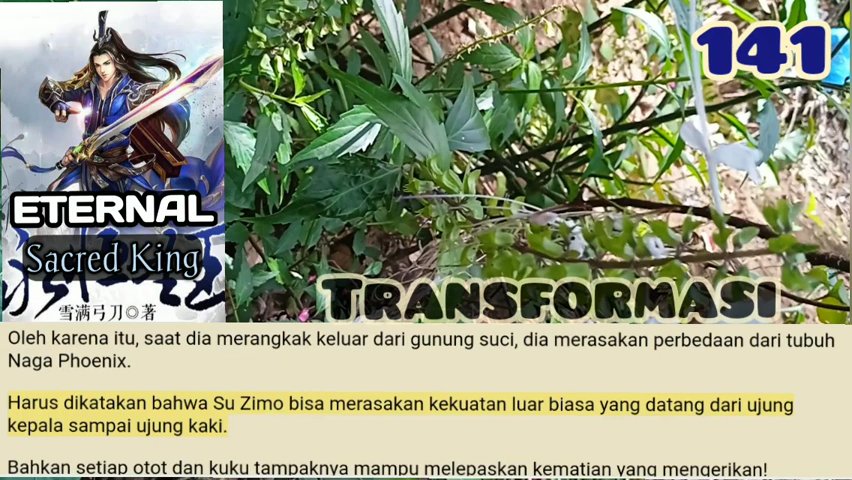 141
ETERNAL
Sacred King
雪满弓刀◎著
TRANSFORMASI
Oleh karena itu, saat dia merangkak keluar dari gunung suci, dia merasakan perbedaan dari tubuh
Naga Phoenix.
Harus dikatakan bahwa Su Zimo bisa merasakan kekuatan luar biasa yang datang dari ujung
kepala sampai ujung kaki.
Bahkan setiap otot dan kuku tampaknya mampu melepaskan kematian yang mengerikan!